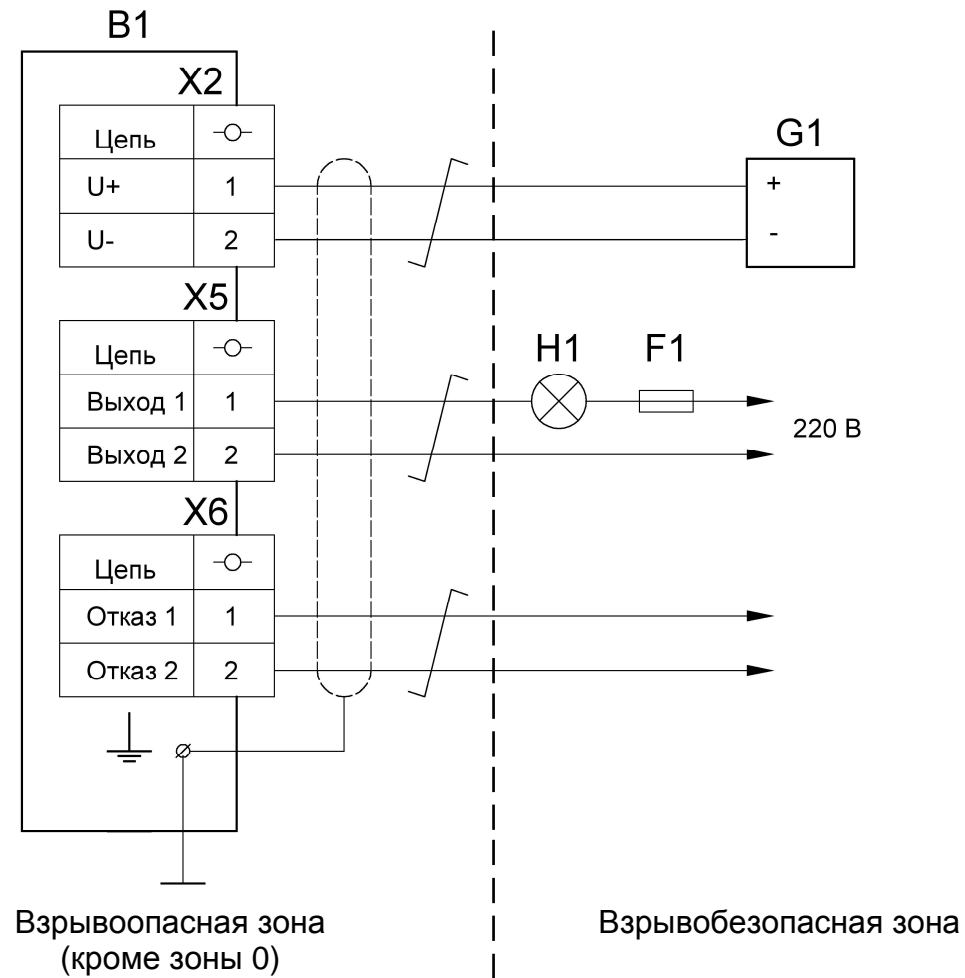 B1
X2
Цепь
U+ 1
U- 2
G1
+
-
X5
Цепь
Выход 1 1
Выход 2 2
H1 F1
220 В
X6
Цепь
Отказ 1 1
Отказ 2 2
Взрывоопасная зона
(кроме зоны 0)
Взрывобезопасная зона